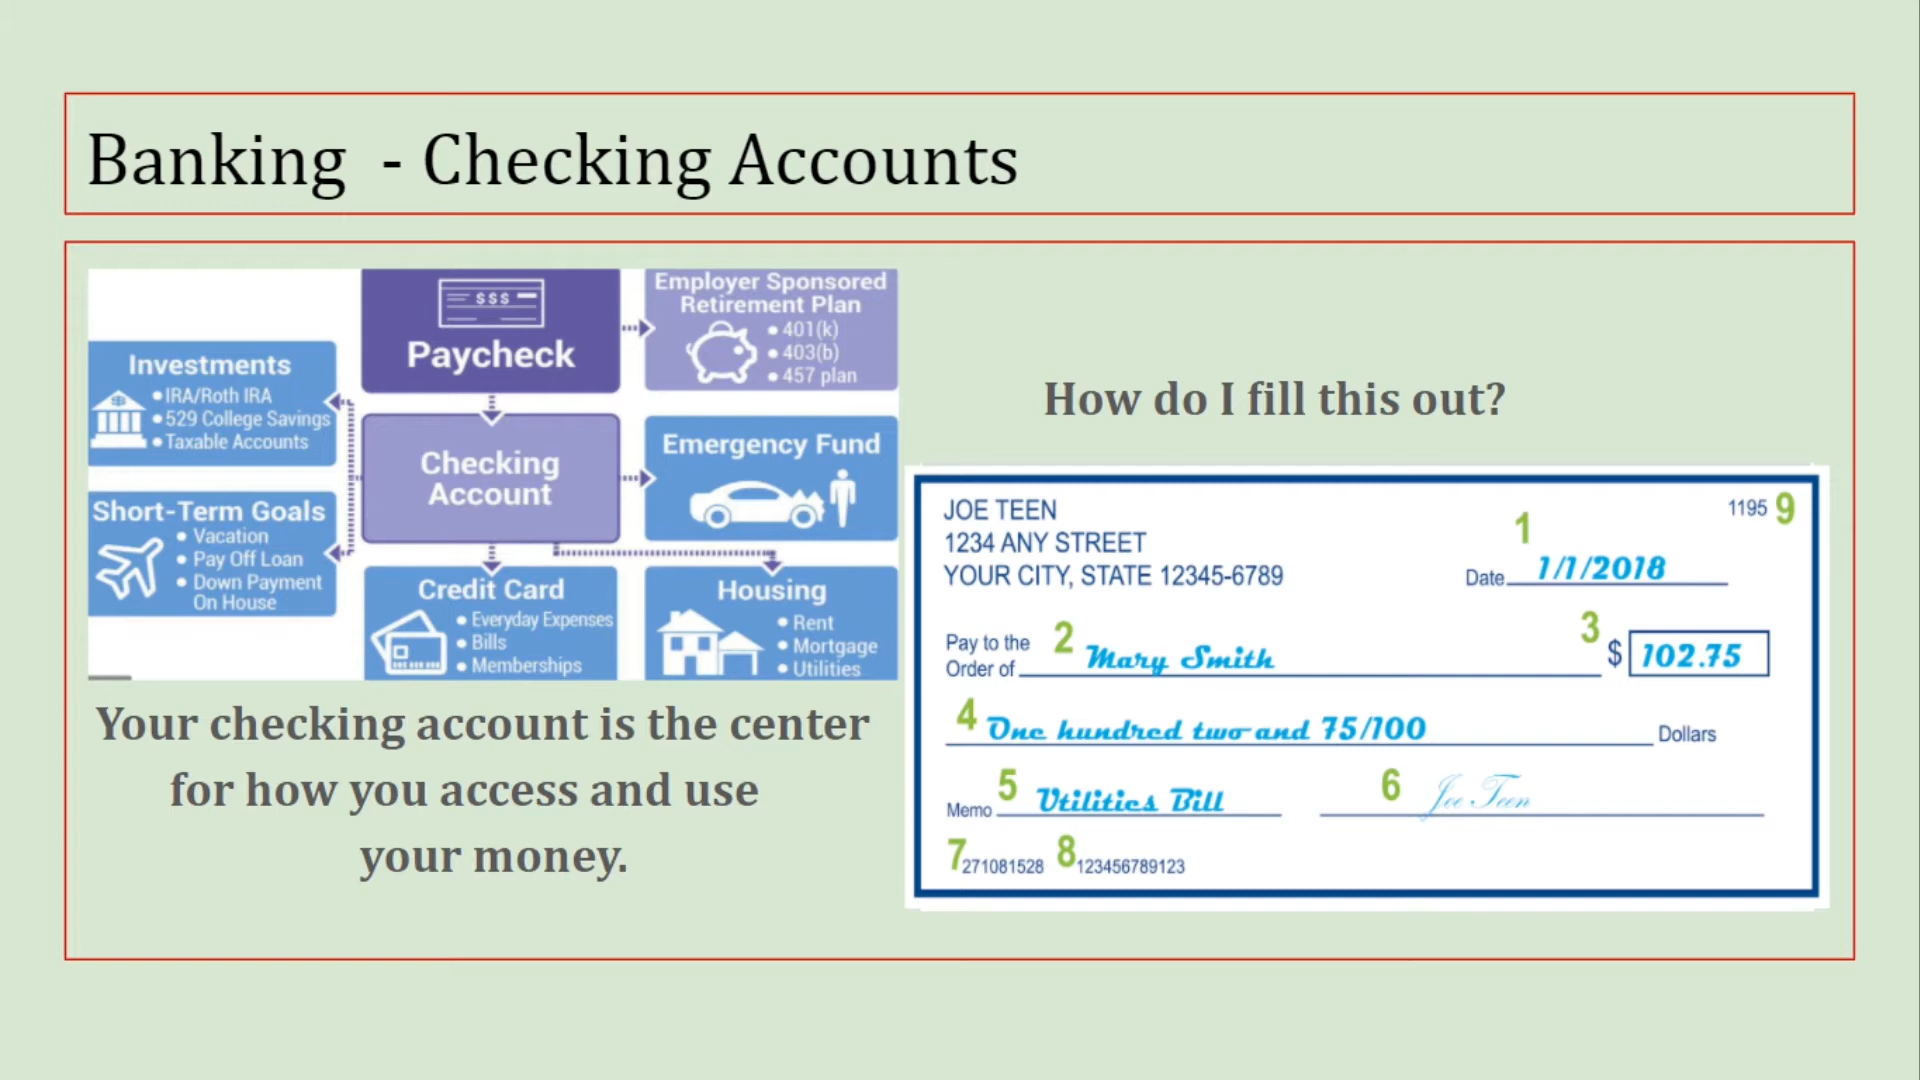 Banking - Checking Accounts
$$$
Paycheck
Employer Sponsored
Retirement Plan
• 401(k)
• 403(b)
• 457 plan
Investments
• IRA/Roth IRA
• 529 College Savings
• Taxable Accounts
Checking
Account
Emergency Fund
Short-Term Goals
• Vacation
• Pay Off Loan
• Down Payment
On House
Credit Card
• Everyday Expenses
• Bills
• Memberships
Housing
• Rent
• Mortgage
• Utilities
Your checking account is the center
for how you access and use
your money.
How do I fill this out?
JOE TEEN
1234 ANY STREET
YOUR CITY, STATE 12345-6789
1195 9
1
Date 1/1/2018
Pay to the
Order of
2 Mary Smith
3 $ 102.75
4 One hundred two and 75/100 Dollars
Memo 5 Utilities Bill
6 Joe Teen
7 271081528 8 123456789123